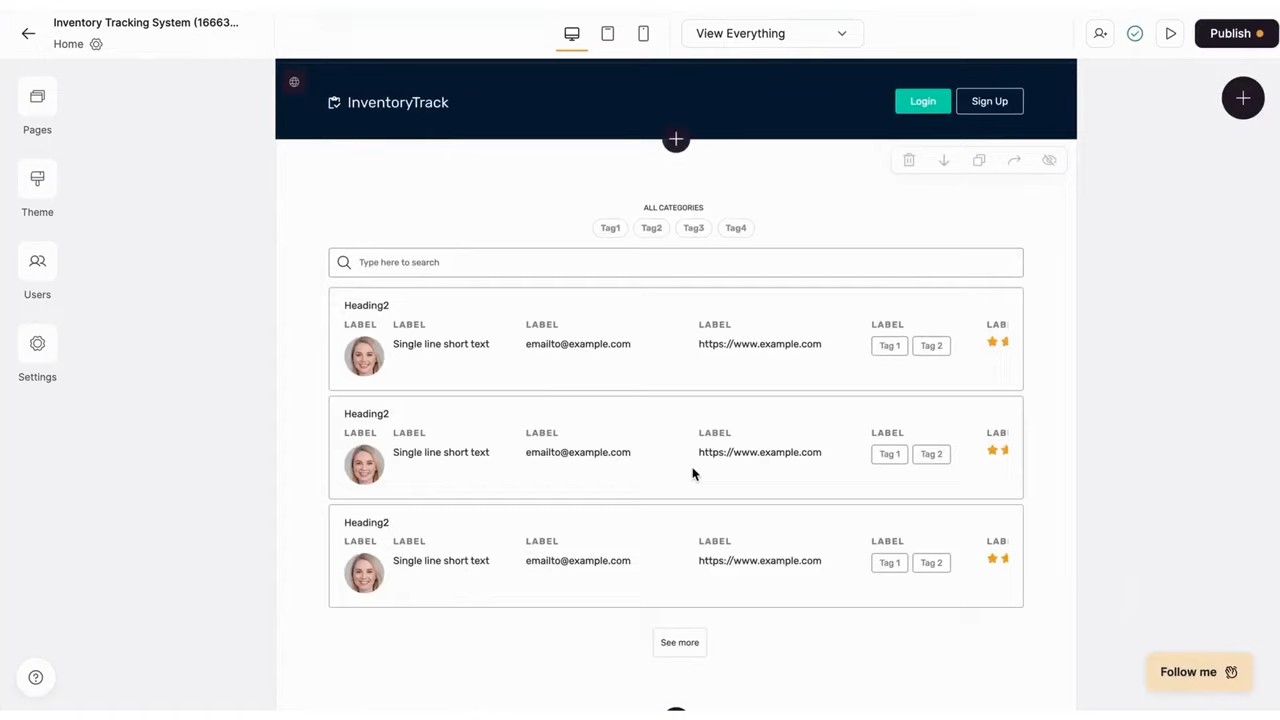 Inventory Tracking System (16663...
Home
View Everything
Publish
Pages
Theme
Users
Settings
InventoryTrack
Login
Sign Up
ALL CATEGORIES
Tag1 Tag2 Tag3 Tag4
Type here to search
Heading2
LABEL LABEL LABEL LABEL LABEL LAB
Single line short text emailto@example.com https://www.example.com Tag 1 Tag 2
Heading2
LABEL LABEL LABEL LABEL LABEL LAB
Single line short text emailto@example.com https://www.example.com Tag 1 Tag 2
Heading2
LABEL LABEL LABEL LABEL LABEL LAB
Single line short text emailto@example.com https://www.example.com Tag 1 Tag 2
See more
Follow me